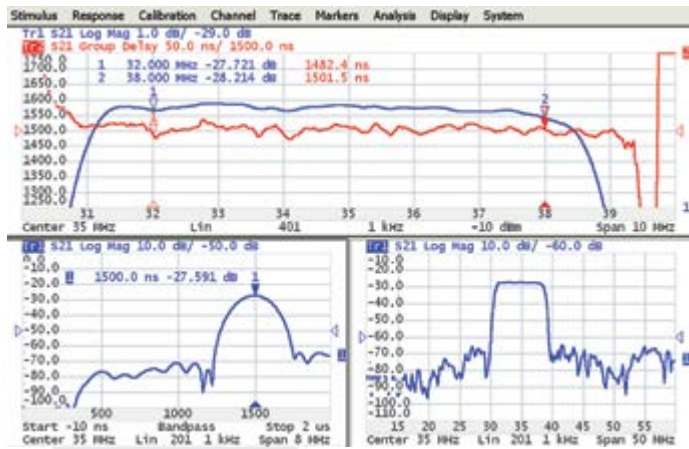 Stimulus Response Calibration Channel Trace Markers Analysis Display System
Tr1 S21 Log Mag 1.0 dB/ -29.0 dB
Tr2 S21 Group Delay 50.0 ns/ 1500.0 ns
1750.0
1700.0
1650.0
1600.0
1550.0
1500.0
1450.0
1400.0
1350.0
1300.0
1250.0
1 32.000 MHz -27.721 dB 1482.4 ns
2 38.000 MHz -28.214 dB 1501.5 ns
1
2
31 32 33 34 35 36 37 38 39
Center 35 MHz Lin 401 1 kHz -10 dBm Span 10 MHz
Tr1 S21 Log Mag 10.0 dB/ -50.0 dB
0.0
-10.0
-20.0
-30.0
-40.0
-50.0
-60.0
-70.0
-80.0
-90.0
-100.0
1 1500.0 ns -27.591 dB 1
500 1000 1500
Start -10 ns Bandpass Stop 2 us
Center 35 MHz Lin 201 1 kHz Span 8 MHz
Tr1 S21 Log Mag 10.0 dB/ -60.0 dB
-10.0
-20.0
-30.0
-40.0
-50.0
-60.0
-70.0
-80.0
-90.0
-100.0
-110.0
15 20 25 30 35 40 45 50 55
Center 35 MHz Lin 201 1 kHz Span 50 MHz